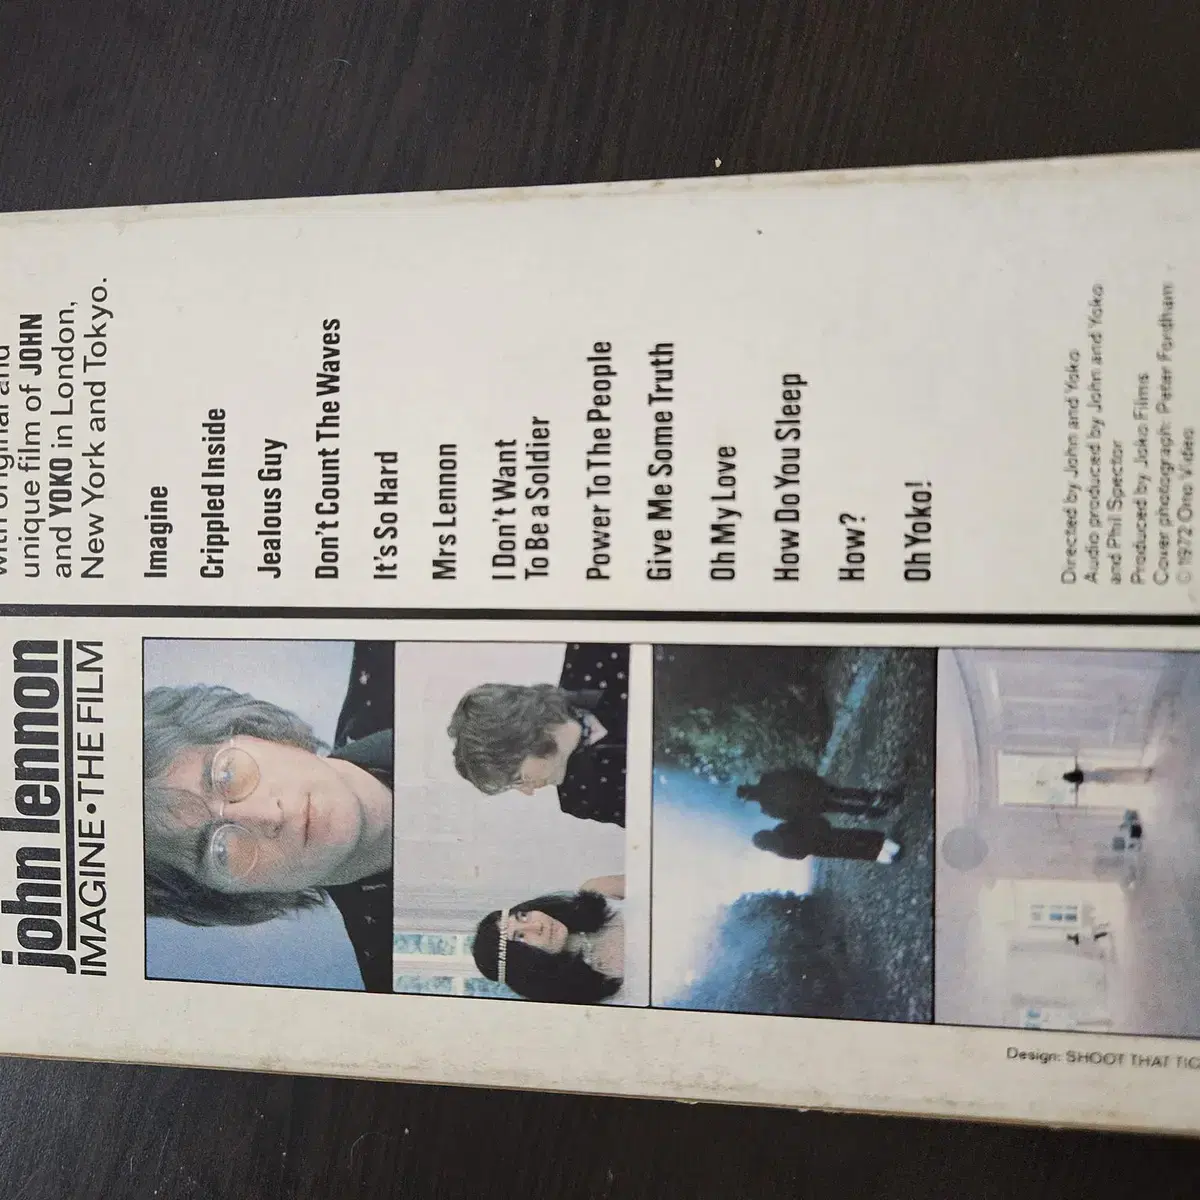 john lennon
IMAGINE•THE FILM
unique film of JOHN
and YOKO in London,
New York and Tokyo.
Imagine
Crippled Inside
Jealous Guy
Don't Count The Waves
It's So Hard
Mrs Lennon
I Don't Want
To Be a Soldier
Power To The People
Give Me Some Truth
Oh My Love
How Do You Sleep
How?
Oh Yoko!
Directed by John and Yoko
Audio produced by John and Yoko
and Phil Spector
Produced by Joko Films
Cover photograph: Peter Fordham
© 1972 Ono Video
Design: SHOOT THAT TIG